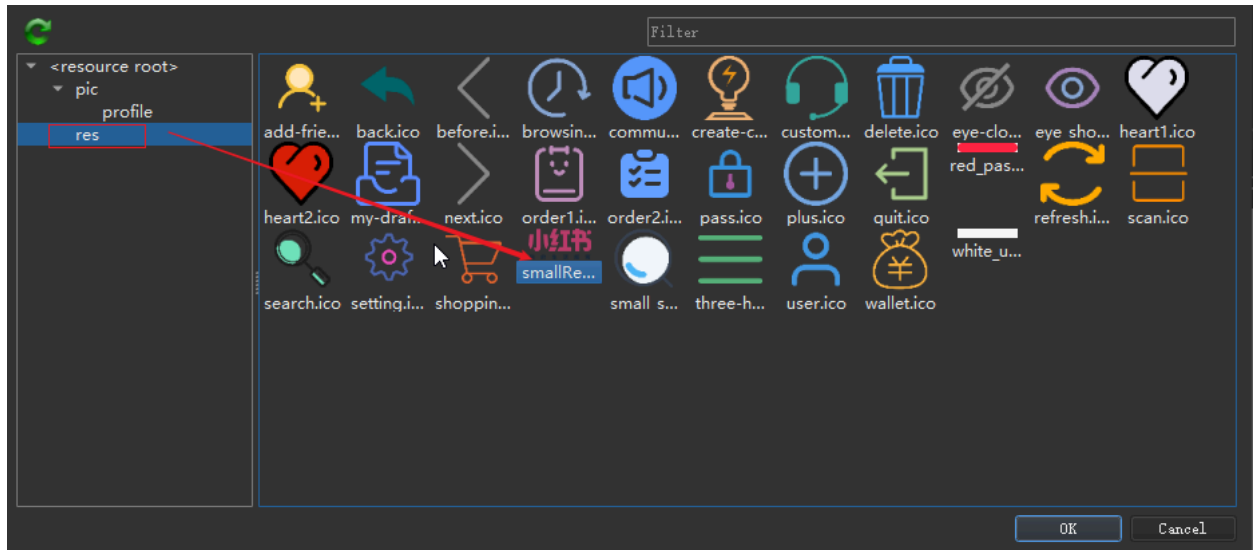 Filter
<resource root>
pic
profile
res
add-frie...
back.ico
before.i...
browsin...
commu...
create-c...
custom...
delete.ico
eye-clo...
eye sho...
heart1.ico
heart2.ico
my-draf...
next.ico
order1.i...
order2.i...
pass.ico
plus.ico
quit.ico
red_pas...
refresh.i...
scan.ico
search.ico
setting.i...
shoppin...
小红书
smallRe...
small s...
three-h...
user.ico
wallet.ico
white_u...
OK
Cancel